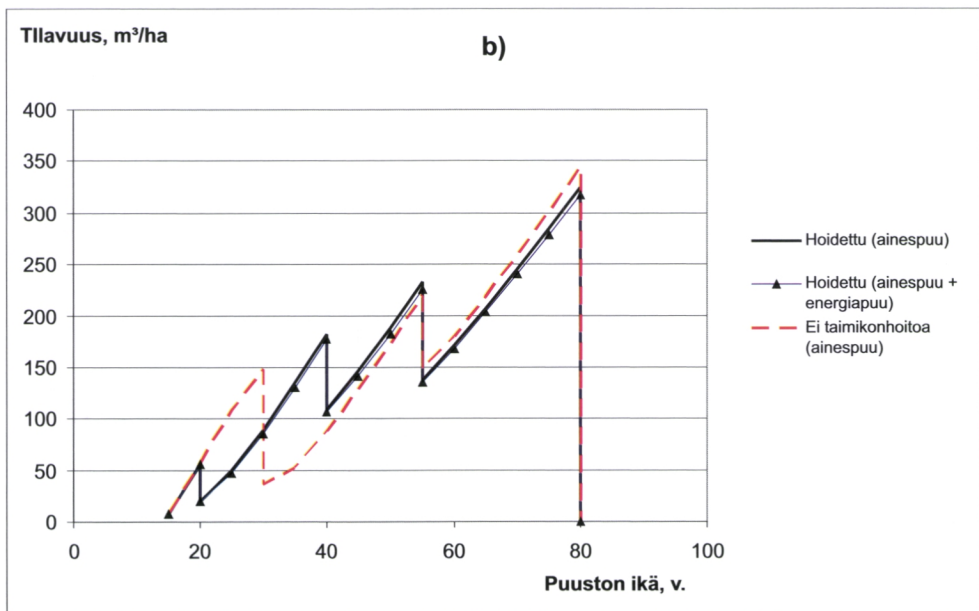 TIlavuus, m³/ha
b)
400
350
300
250
200
150
100
50
0
0 20 40 60 80 100
Puuston ikä, v.
Hoidettu (ainespuu)
Hoidettu (ainespuu +
energiapuu)
Ei taimikonhoitoa
(ainespuu)